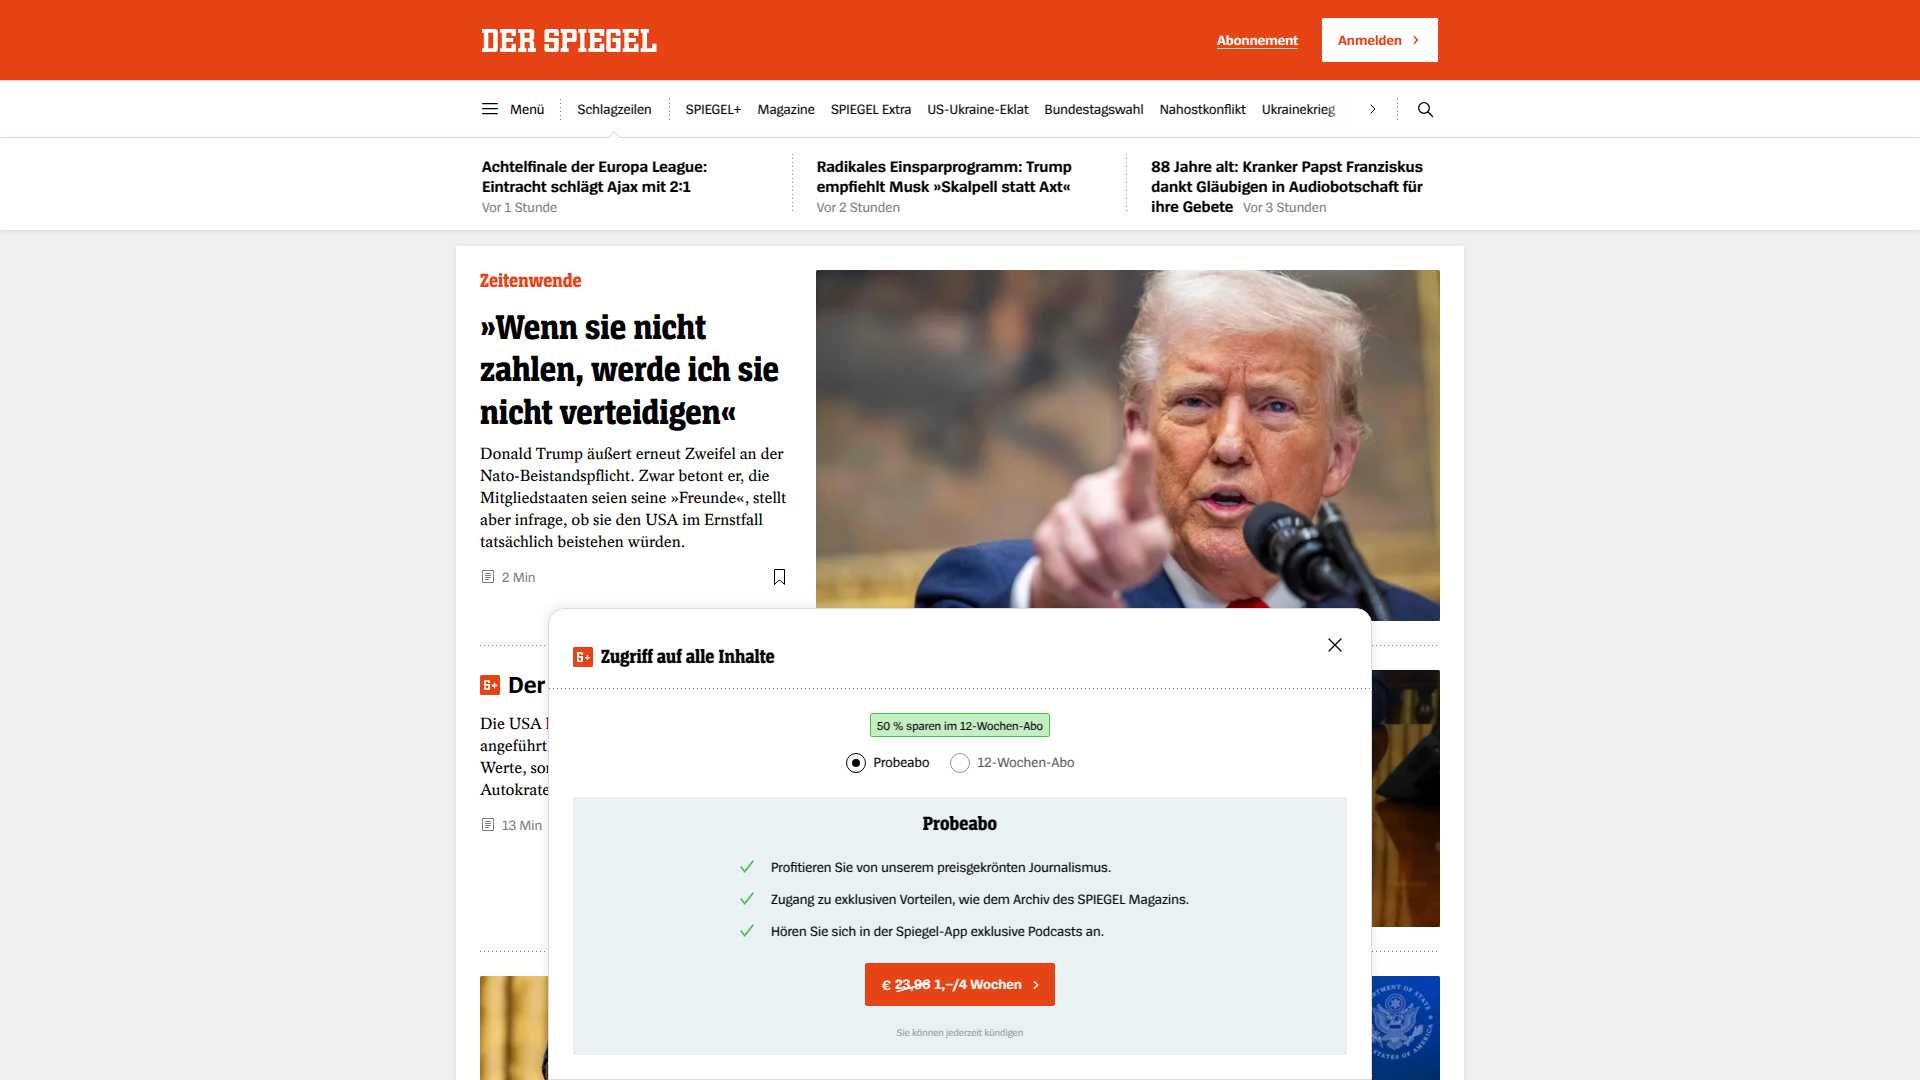 DER SPIEGEL
Abonnement
Anmelden
Menü
Schlagzeilen
SPIEGEL+
Magazine
SPIEGEL Extra
US-Ukraine-Eklat
Bundestagswahl
Nahostkonflikt
Ukrainekrieg
Achtelfinale der Europa League:
Eintracht schlägt Ajax mit 2:1
Vor 1 Stunde
Radikales Einsparprogramm: Trump
empfiehlt Musk »Skalpell statt Axt«
Vor 2 Stunden
88 Jahre alt: Kranker Papst Franziskus
dankt Gläubigen in Audiobotschaft für
ihre Gebete Vor 3 Stunden
Zeitenwende
»Wenn sie nicht
zahlen, werde ich sie
nicht verteidigen«
Donald Trump äußert erneut Zweifel an der
Nato-Beistandspflicht. Zwar betont er, die
Mitgliedstaaten seien seine »Freunde«, stellt
aber infrage, ob sie den USA im Ernstfall
tatsächlich beistehen würden.
2 Min
S+ Der
Die USA
angeführt
Werte,
Autokrate
13 Min
S+ Zugriff auf alle Inhalte
50 % sparen im 12-Wochen-Abo
Probeabo
12-Wochen-Abo
Probeabo
Profitieren Sie von unserem preisgekrönten Journalismus.
Zugang zu exklusiven Vorteilen, wie dem Archiv des SPIEGEL Magazins.
Hören Sie sich in der Spiegel-App exklusive Podcasts an.
€ 23,96 1,–/4 Wochen
Sie können jederzeit kündigen